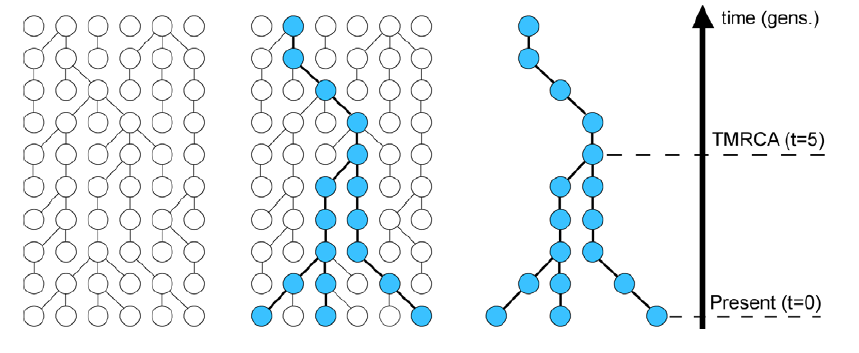 time (gens.)
TMRCA (t=5)
Present (t=0)